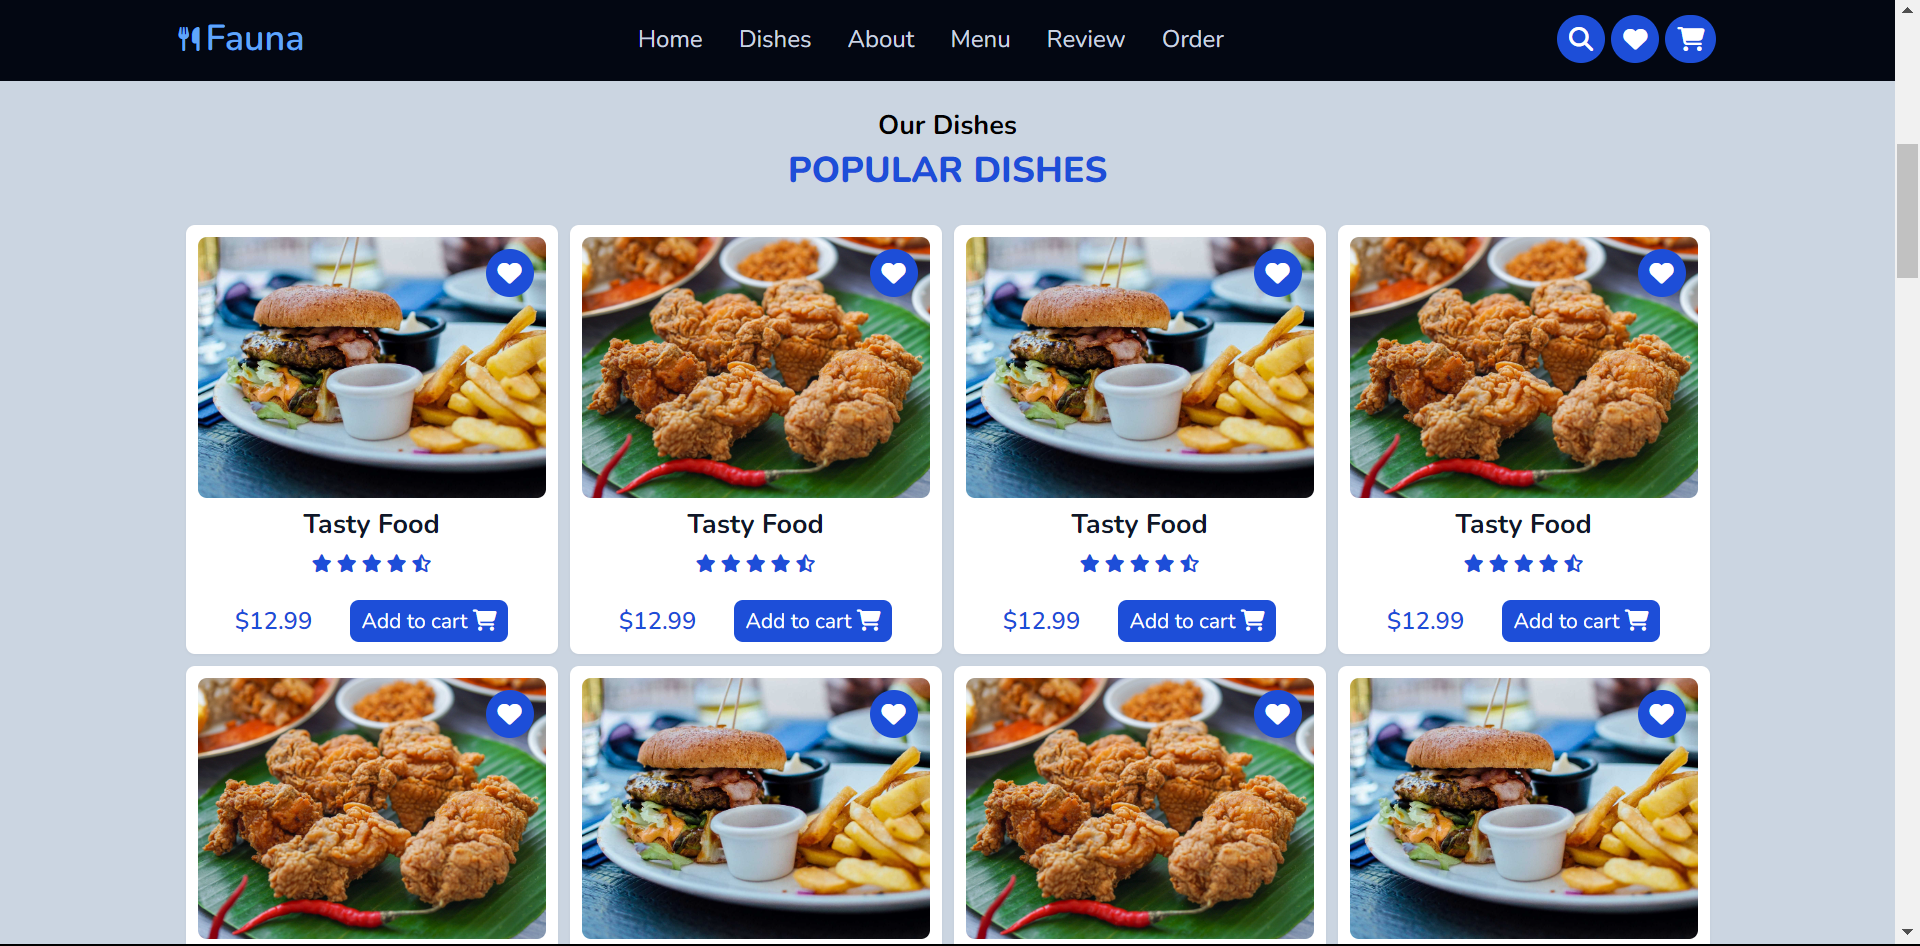 Fauna
Home Dishes About Menu Review Order
Our Dishes
POPULAR DISHES
Tasty Food Tasty Food Tasty Food Tasty Food
$12.99 Add to cart $12.99 Add to cart $12.99 Add to cart $12.99 Add to cart